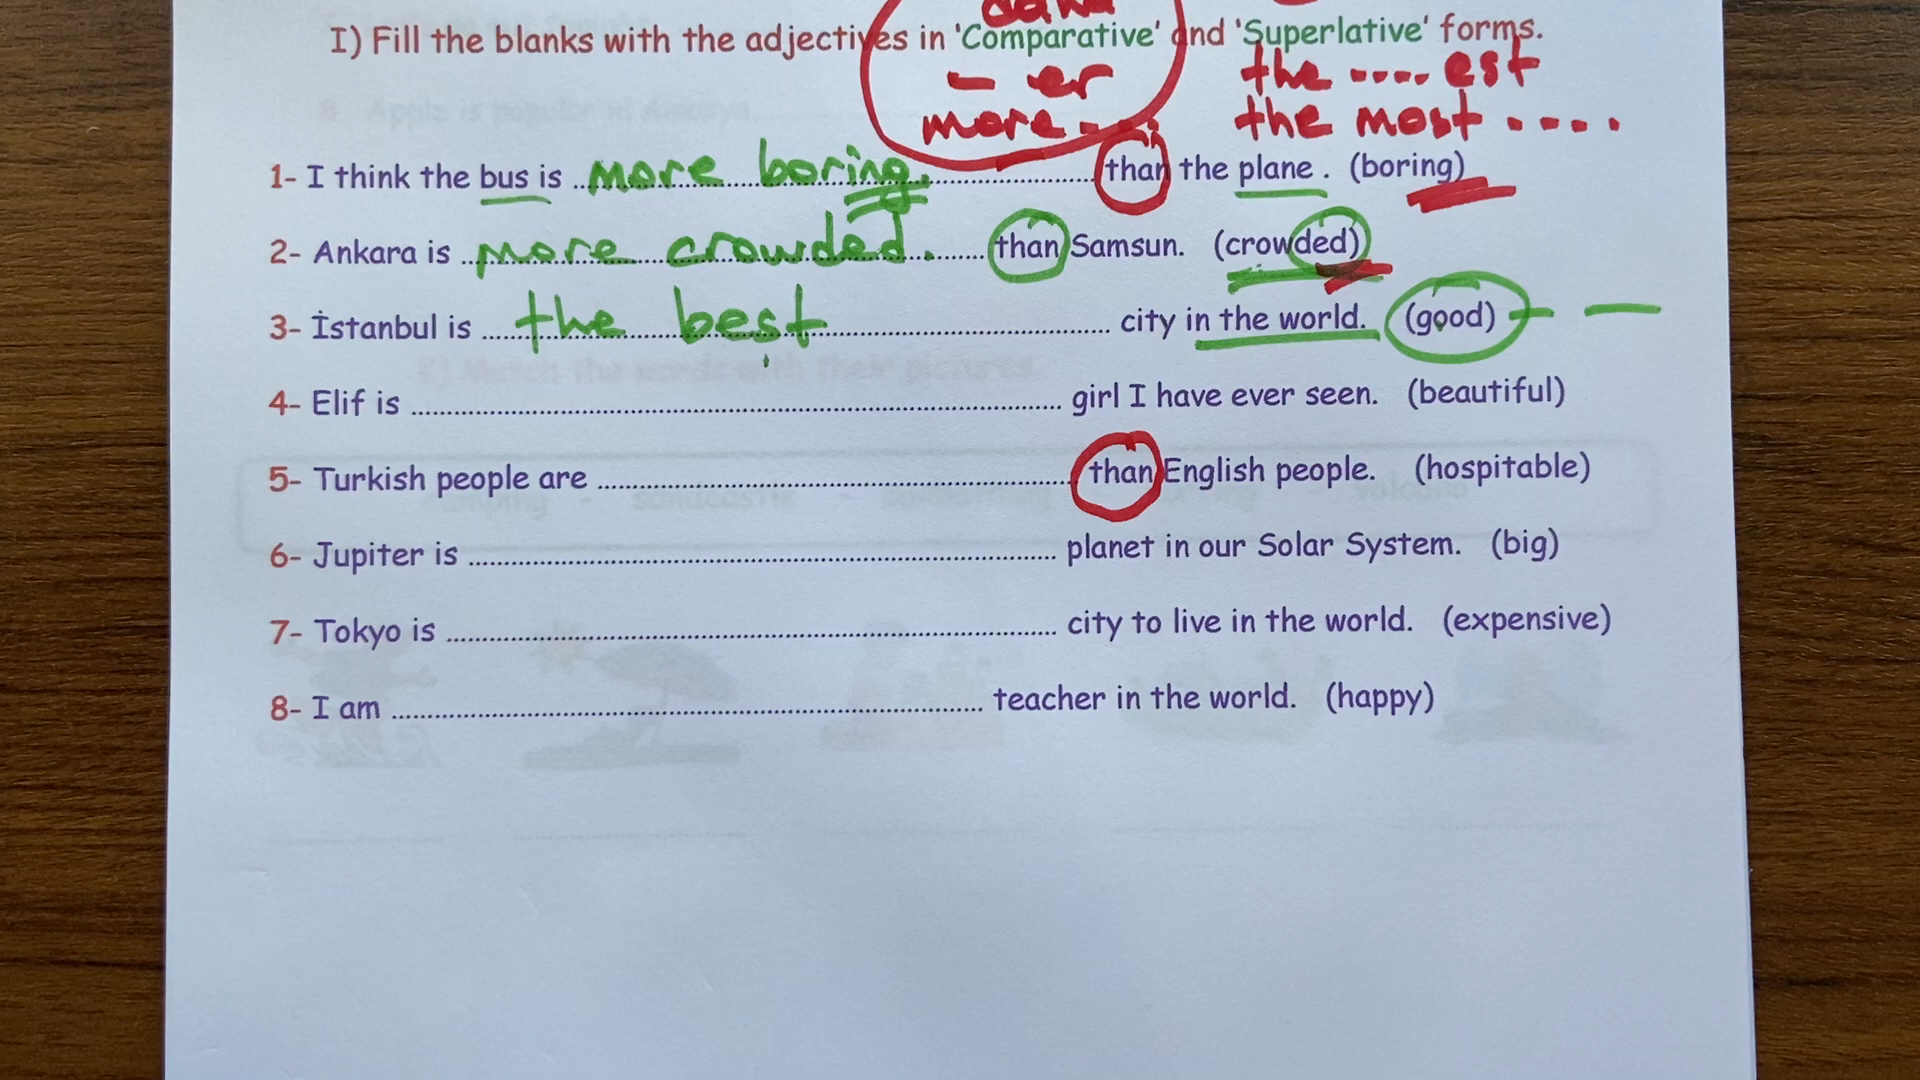 I) Fill the blanks with the adjectives in 'Comparative' and 'Superlative' forms.
- er the .... est
more.... the most ....
1- I think the bus is more boring. than the plane . (boring)
2- Ankara is more crowded. than Samsun. (crowded)
3- İstanbul is the best city in the world. (good)
4- Elif is girl I have ever seen. (beautiful)
5- Turkish people are than English people. (hospitable)
6- Jupiter is planet in our Solar System. (big)
7- Tokyo is city to live in the world. (expensive)
8- I am teacher in the world. (happy)